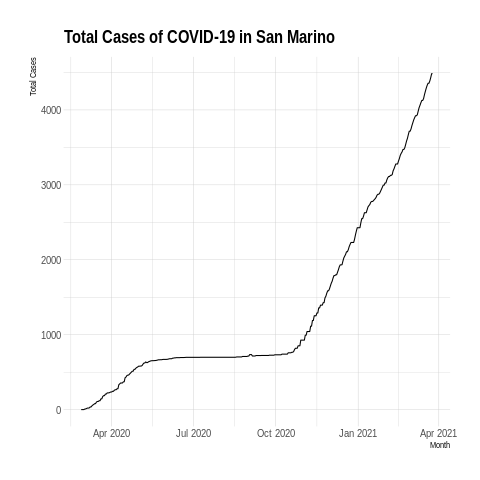 Total Cases of COVID-19 in San Marino
Total Cases
4000
3000
2000
1000
0
Apr 2020 Jul 2020 Oct 2020 Jan 2021 Apr 2021
Month